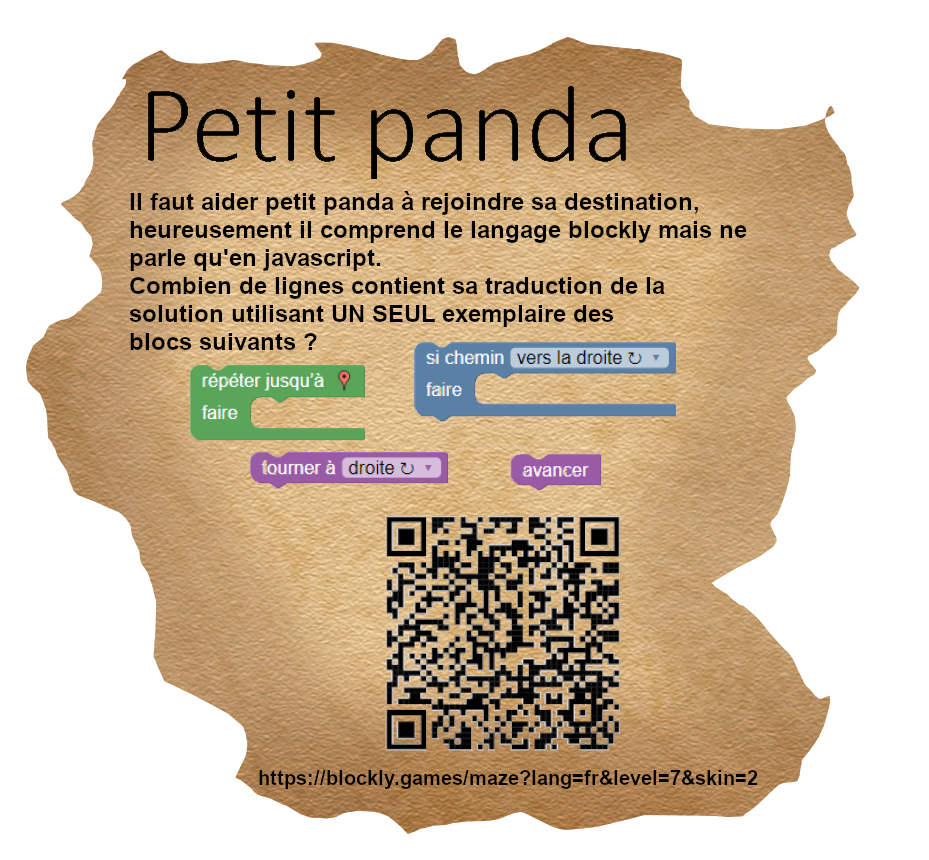 Petit panda
Il faut aider petit panda à rejoindre sa destination,
heureusement il comprend le langage blockly mais ne
parle qu'en javascript.
Combien de lignes contient sa traduction de la
solution utilisant UN SEUL exemplaire des
blocs suivants ?
si chemin vers la droite ↻ ▾
répéter jusqu'à
faire
faire
tourner à droite ↻ ▾
avancer
https://blockly.games/maze?lang=fr&level=7&skin=2